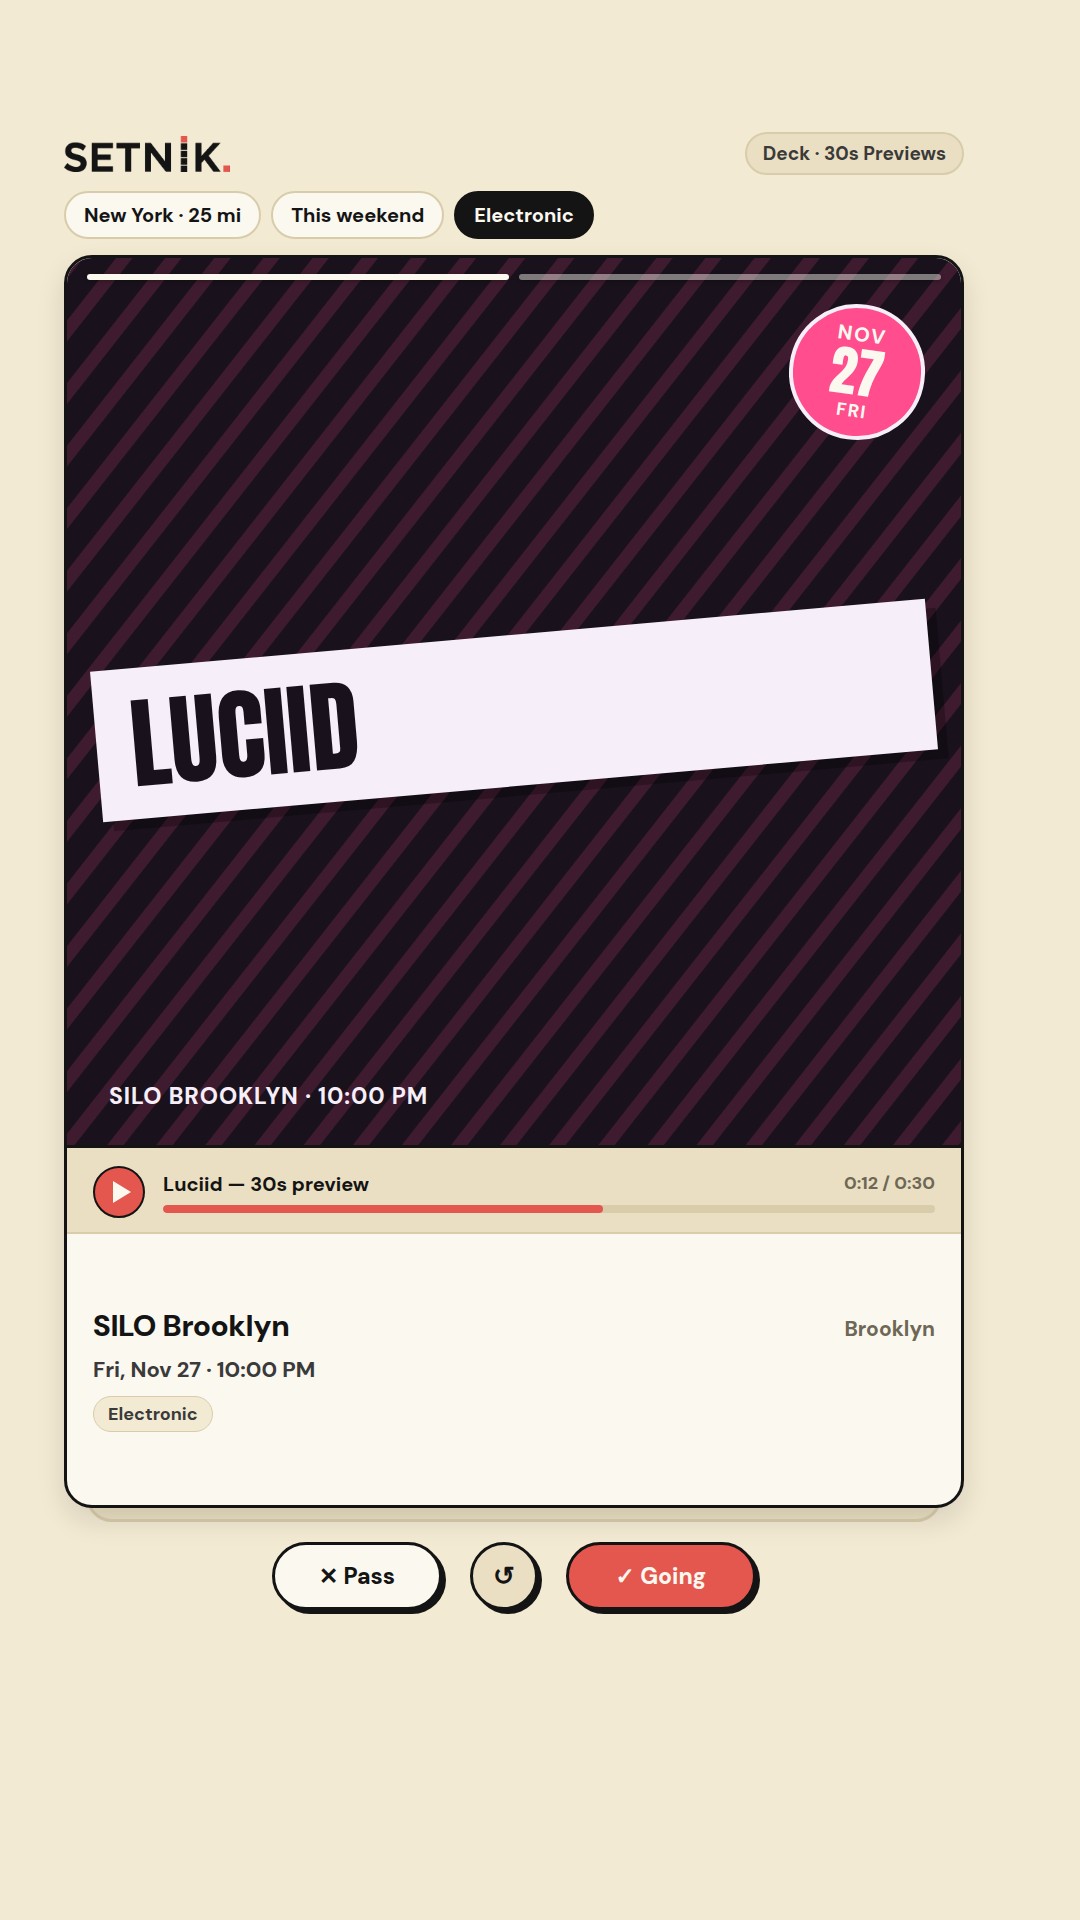 SETNIK.
Deck · 30s Previews
New York · 25 mi
This weekend
Electronic
NOV
27
FRI
LUCIID
SILO BROOKLYN · 10:00 PM
Luciid — 30s preview
0:12 / 0:30
SILO Brooklyn
Brooklyn
Fri, Nov 27 · 10:00 PM
Electronic
✕ Pass
↺
✓ Going